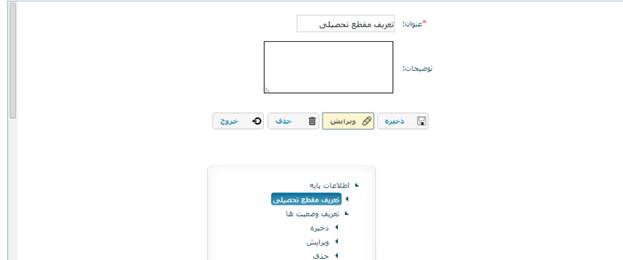 *عنوان: تعریف مقطع تحصیلی
توضیحات:
ذخیره ویرایش حذف خروج
اطلاعات پایه
تعریف مقطع تحصیلی
تعریف وضعیت ها
ذخیره
ویرایش
حذف